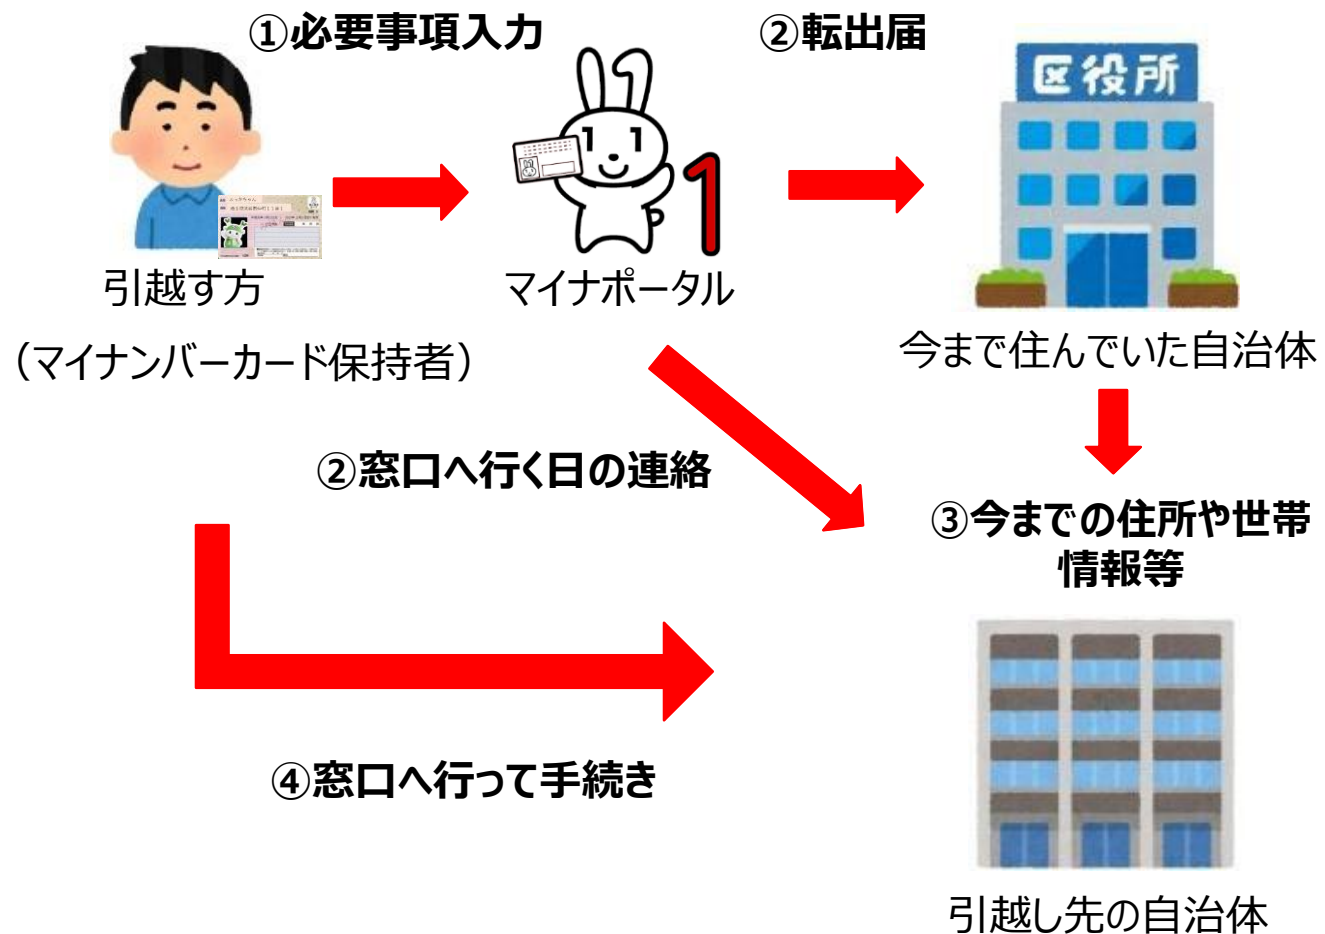 ①必要事項入力
②転出届
区役所
11
1
引越す方
マイナポータル
（マイナンバーカード保持者）
今まで住んでいた自治体
②窓口へ行く日の連絡
③今までの住所や世帯
情報等
④窓口へ行って手続き
引越し先の自治体